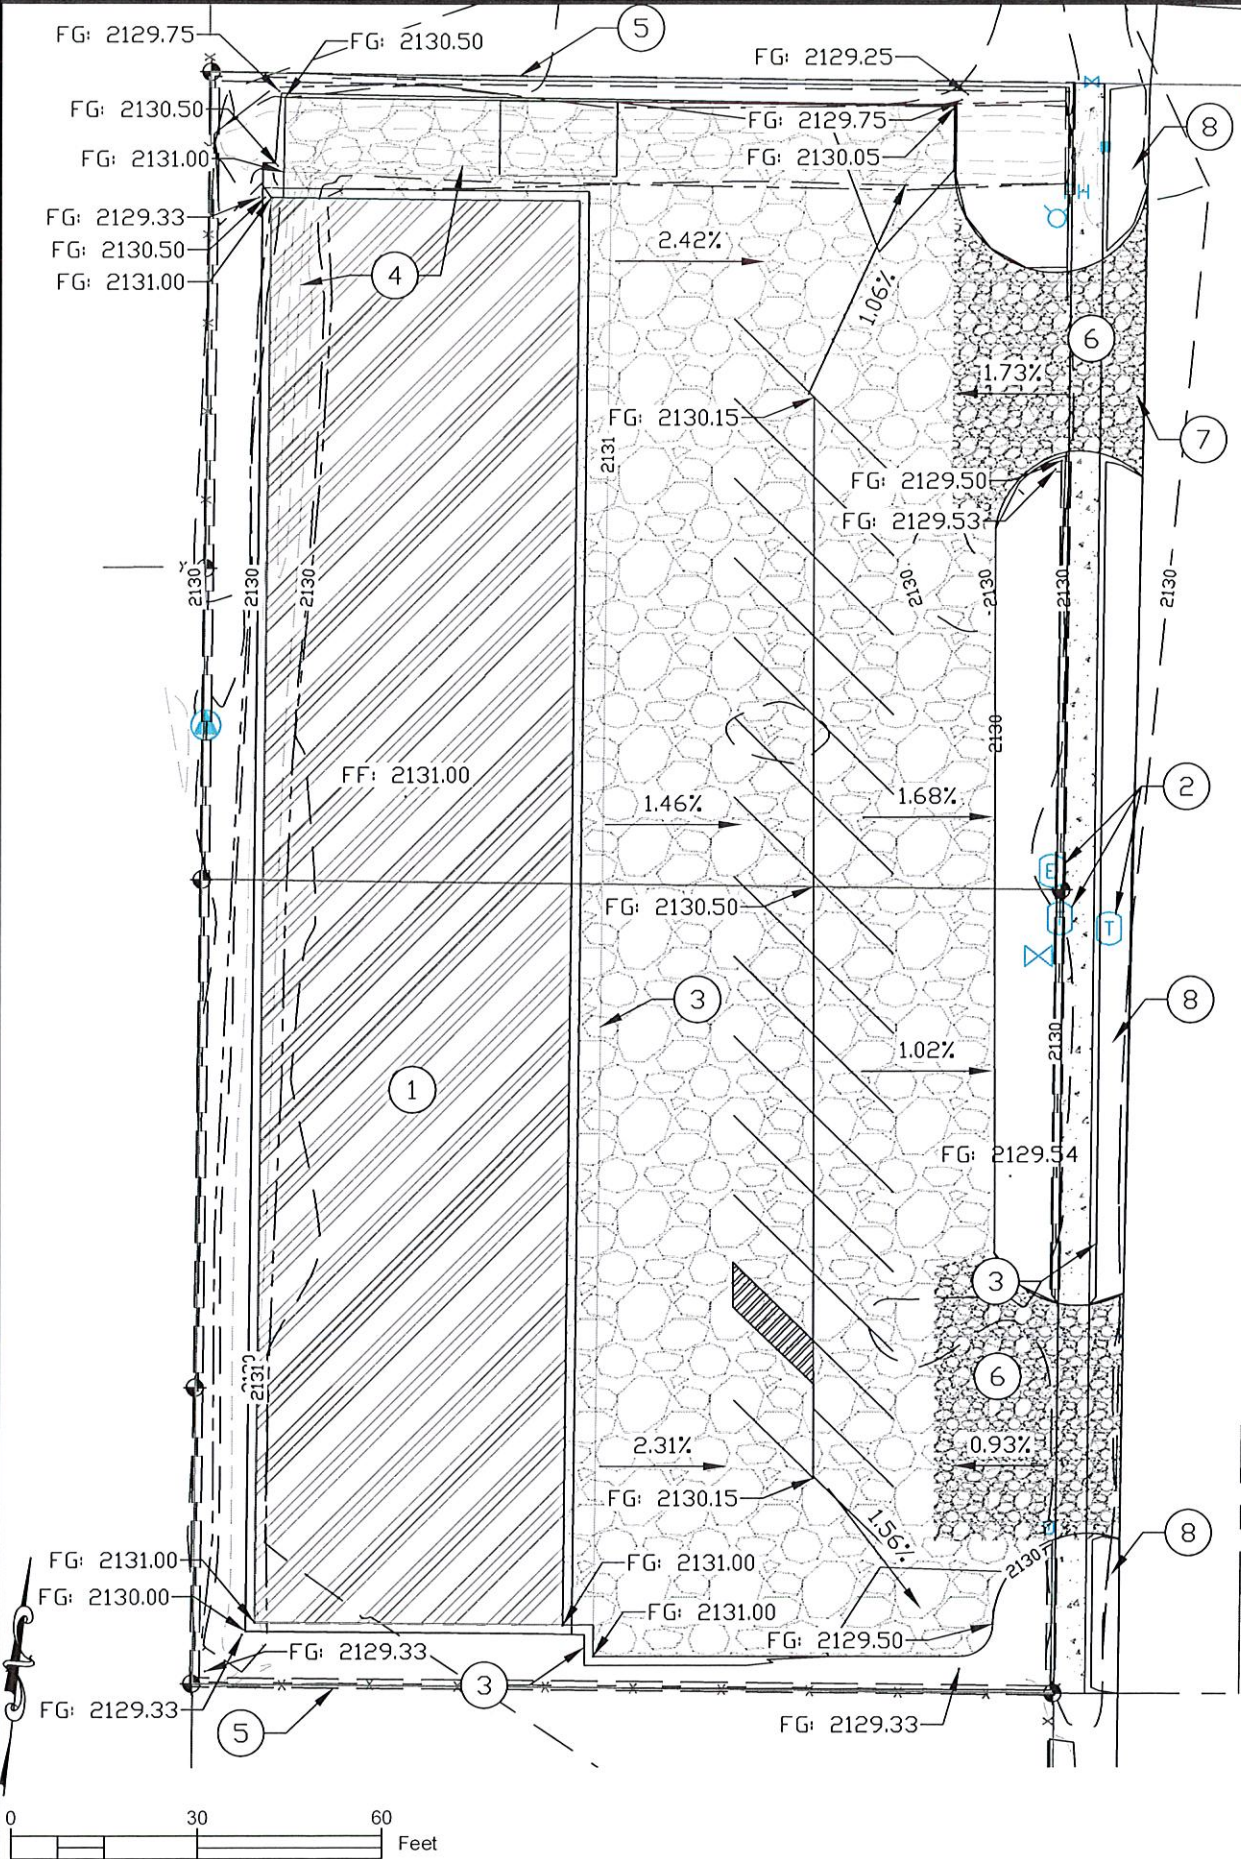 FG: 2129.75
FG: 2130.50
5
FG: 2129.25
FG: 2130.50
FG: 2129.75
8
FG: 2131.00
FG: 2130.05
FG: 2129.33
FG: 2130.50
FG: 2131.00
4
2.42%
1.06%
6
1.73%
FG: 2130.15
7
2131
FG: 2129.50
FG: 2129.53
2130
2130
2130
2130
2130
2130
2130
2130
FF: 2131.00
1.46%
1.68%
2
E
FG: 2130.50
T
3
8
1.02%
2130
1
FG: 2129.54
3
2131
6
2.31%
0.93%
FG: 2130.15
1.56%
8
FG: 2131.00
FG: 2131.00
2130
FG: 2130.00
FG: 2131.00
FG: 2129.50
FG: 2129.33
3
FG: 2129.33
5
FG: 2129.33
0
30
60
Feet